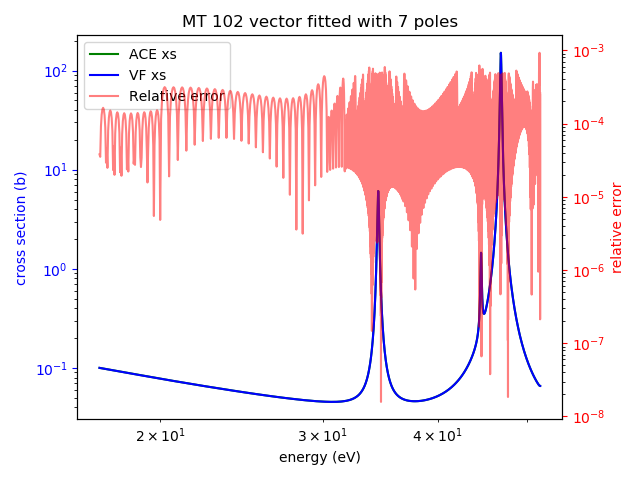 MT 102 vector fitted with 7 poles
ACE xs
VF xs
Relative error
cross section (b)
10²
10¹
10⁰
10⁻¹
relative error
10⁻³
10⁻⁴
10⁻⁵
10⁻⁶
10⁻⁷
10⁻⁸
2 × 10¹
3 × 10¹
4 × 10¹
energy (eV)